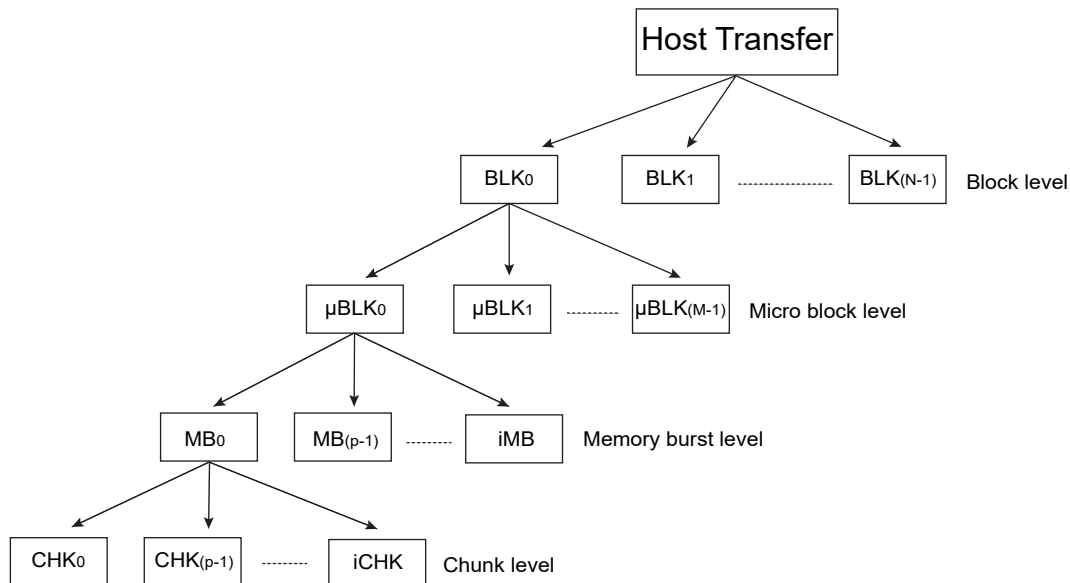 Host Transfer
BLK0 BLK1 BLK(N-1) Block level
µBLK0 µBLK1 µBLK(M-1) Micro block level
MB0 MB(p-1) iMB Memory burst level
CHK0 CHK(p-1) iCHK Chunk level